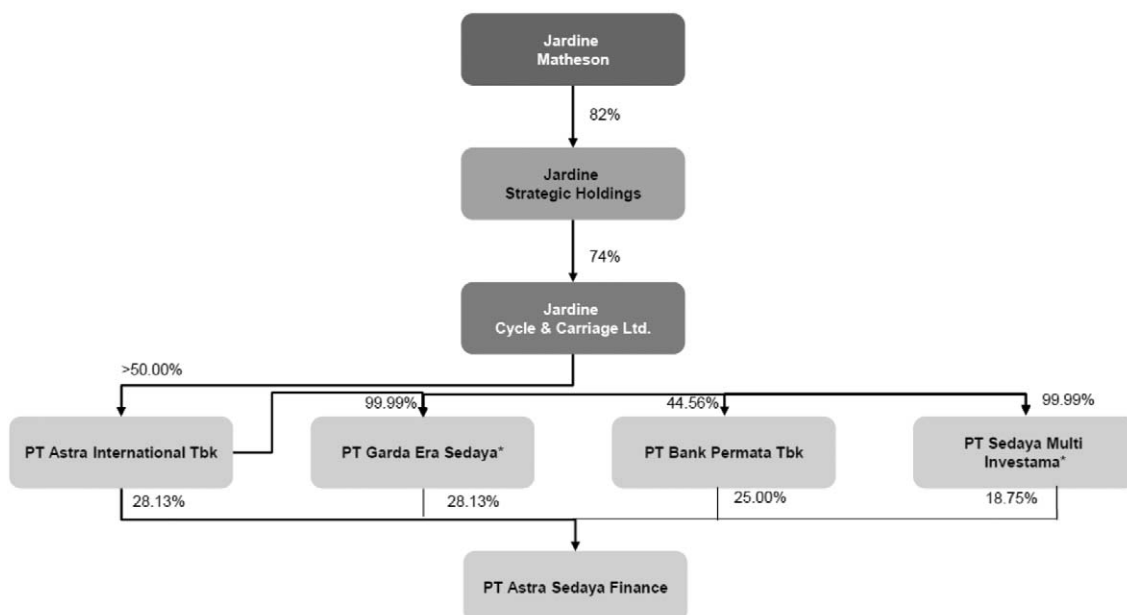 Jardine
Matheson
82%
Jardine
Strategic Holdings
74%
Jardine
Cycle & Carriage Ltd.
>50.00%
99.99%
44.56%
99.99%
PT Astra International Tbk
PT Garda Era Sedaya*
PT Bank Permata Tbk
PT Sedaya Multi
Investama*
28.13%
28.13%
25.00%
18.75%
PT Astra Sedaya Finance